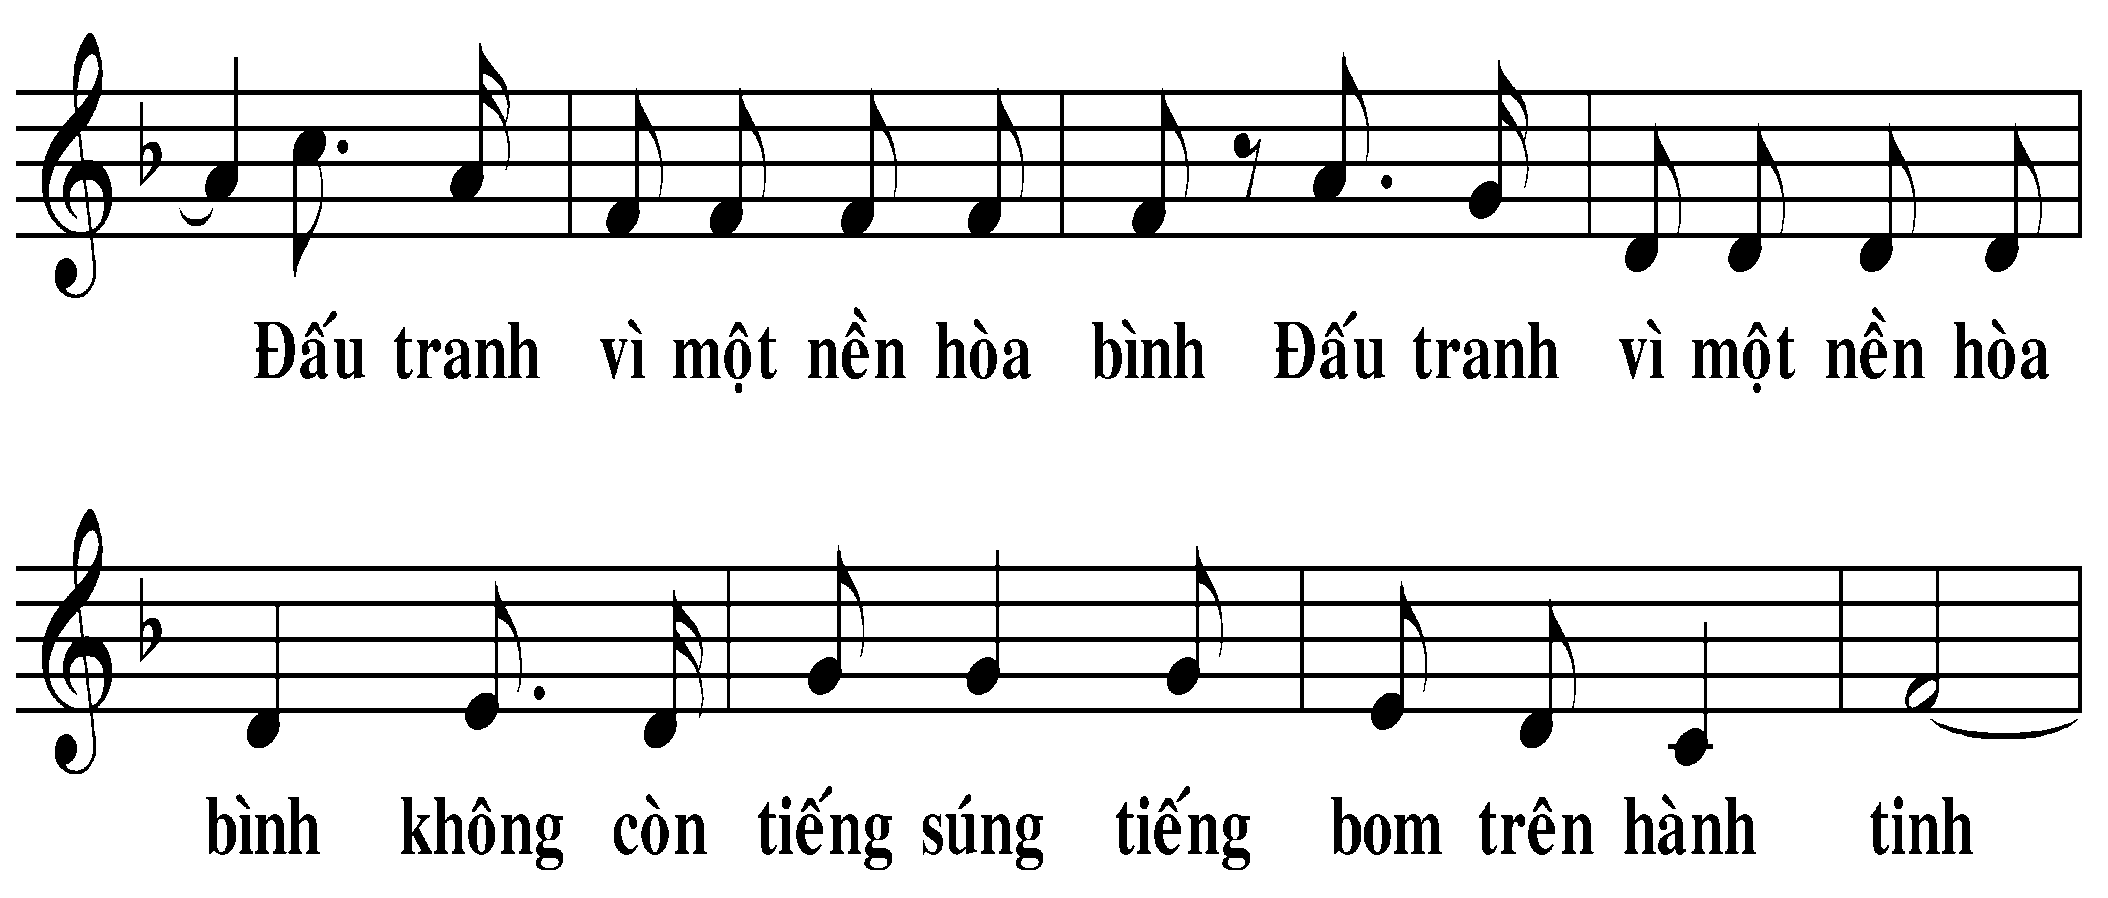 Đấu tranh vì một nền hòa bình Đấu tranh vì một nền hòa
bình không còn tiếng súng tiếng bom trên hành tinh